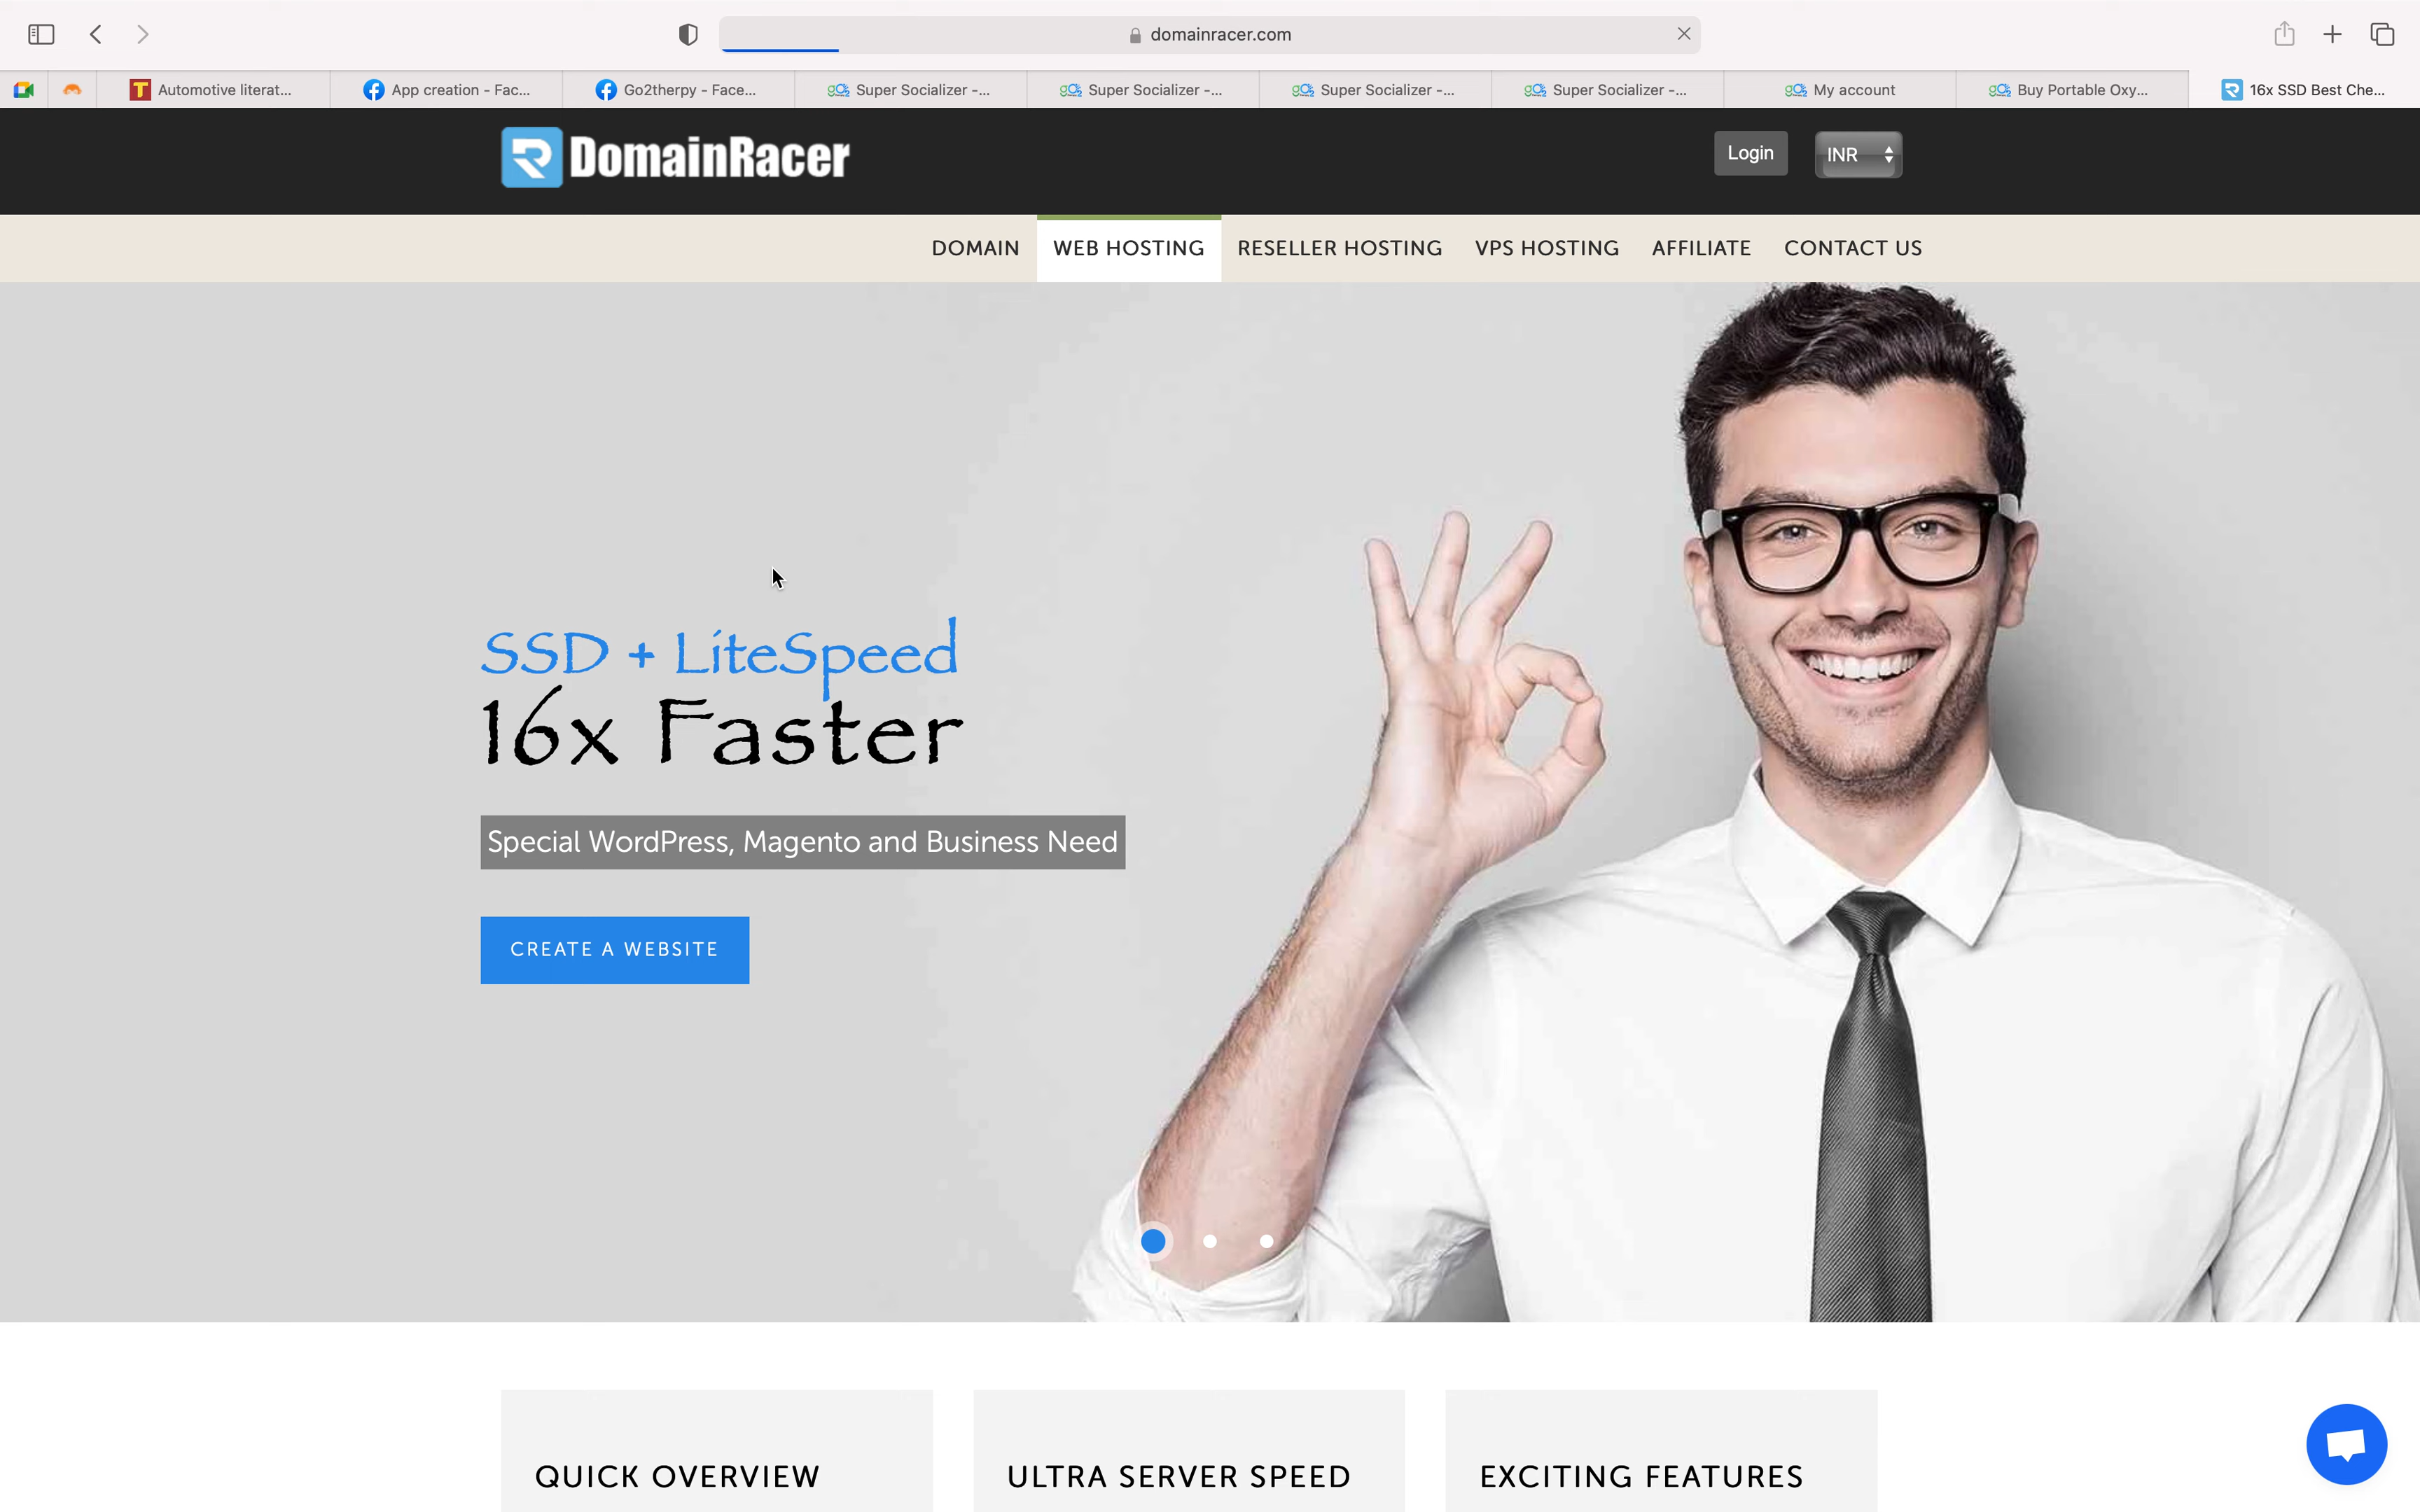 domainracer.com
Automotive literat...
App creation - Fac...
Go2therpy - Face...
Super Socializer -...
Super Socializer -...
Super Socializer -...
Super Socializer -...
My account
Buy Portable Oxy...
16x SSD Best Che...
DomainRacer
Login
INR
DOMAIN
WEB HOSTING
RESELLER HOSTING
VPS HOSTING
AFFILIATE
CONTACT US
SSD + LiteSpeed
16x Faster
Special WordPress, Magento and Business Need
CREATE A WEBSITE
QUICK OVERVIEW
ULTRA SERVER SPEED
EXCITING FEATURES